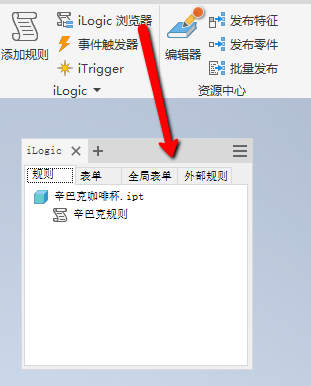 添加规则
iLogic 浏览器
事件触发器
iTrigger
iLogic
编辑器
发布特征
发布零件
批量发布
资源中心
iLogic × +
规则 表单 全局表单 外部规则
辛巴克咖啡杯.ipt
辛巴克规则